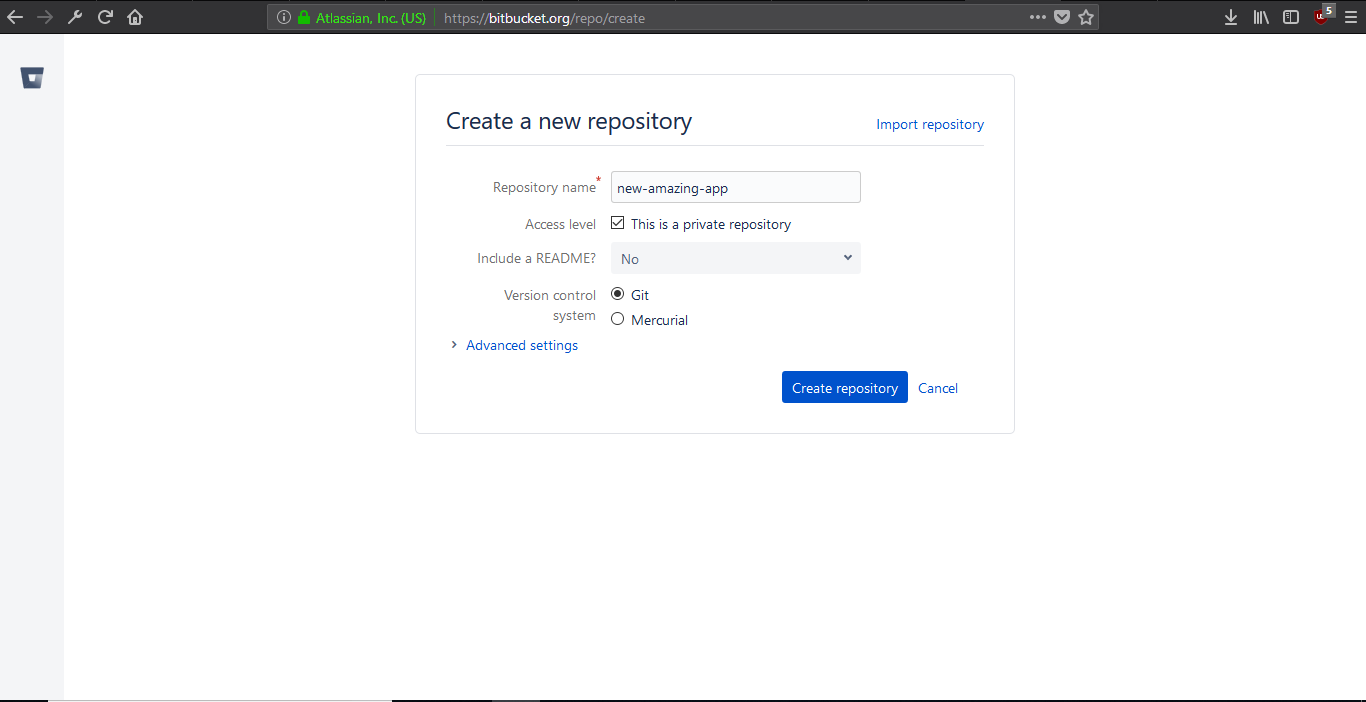 Atlassian, Inc. (US) https://bitbucket.org/repo/create
5
Create a new repository
Import repository
Repository name*
new-amazing-app
Access level
This is a private repository
Include a README?
No
Version control
system
Git
Mercurial
Advanced settings
Create repository
Cancel